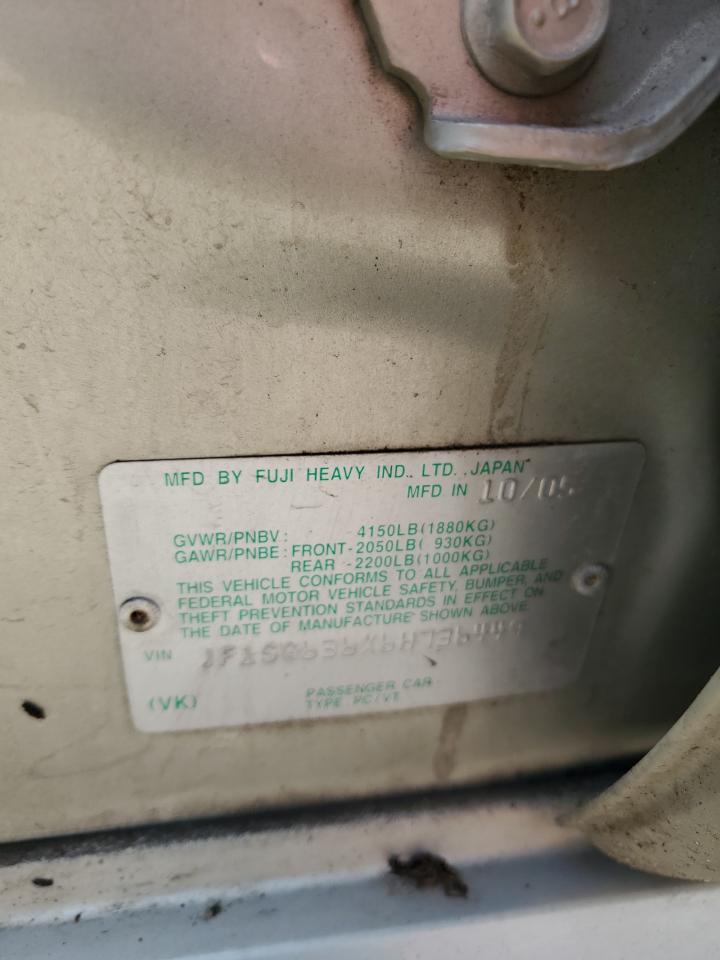 MFD BY FUJI HEAVY IND., LTD. ,JAPAN
MFD IN 10/05
GVWR/PNBV: 4150LB(1880KG)
GAWR/PNBE: FRONT-2050LB( 930KG)
REAR -2200LB(1000KG)
THIS VEHICLE CONFORMS TO ALL APPLICABLE
FEDERAL MOTOR VEHICLE SAFETY, BUMPER, AND
THEFT PREVENTION STANDARDS IN EFFECT ON
THE DATE OF MANUFACTURE SHOWN ABOVE
VIN
(VK)
PASSENGER CAR
TYPE PC/VT